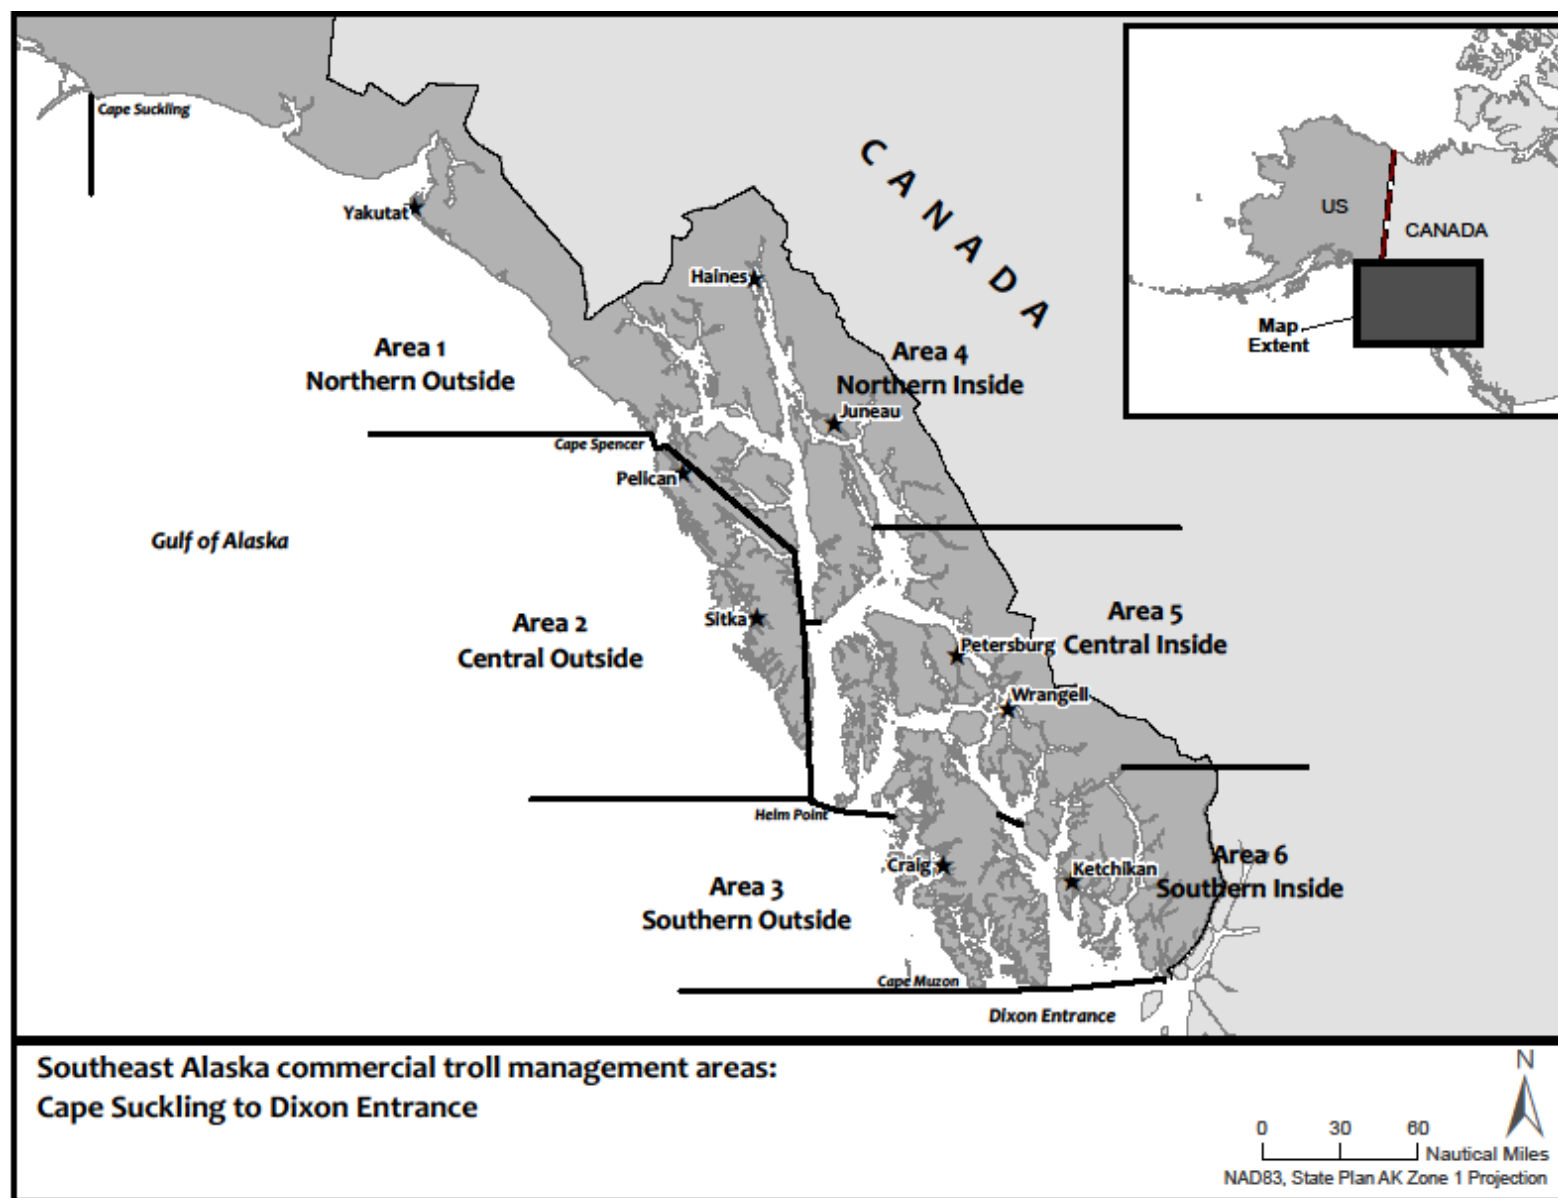 Cape Suckling
Yakutat
CANADA
Haines
US
CANADA
Map
Extent
Area 1
Northern Outside
Area 4
Northern Inside
Juneau
Cape Spencer
Pelican
Gulf of Alaska
Area 2
Central Outside
Sitka
Area 5
Central Inside
Petersburg
Wrangell
Helm Point
Craig
Ketchikan
Area 6
Southern Inside
Area 3
Southern Outside
Cape Muzon
Dixon Entrance
Southeast Alaska commercial troll management areas:
Cape Suckling to Dixon Entrance
N
0 30 60
Nautical Miles
NAD83, State Plan AK Zone 1 Projection